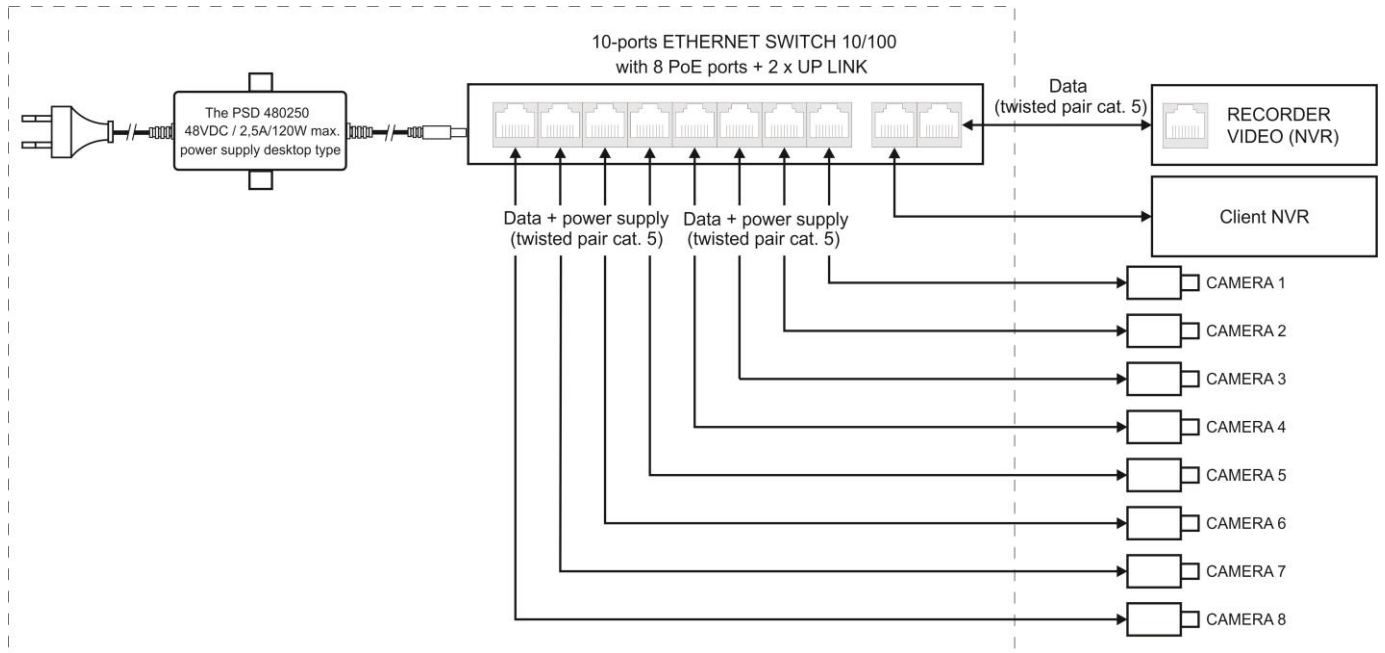 10-ports ETHERNET SWITCH 10/100
with 8 PoE ports + 2 x UP LINK
The PSD 480250
48VDC / 2,5A/120W max.
power supply desktop type
Data
(twisted pair cat. 5)
RECORDER
VIDEO (NVR)
Client NVR
Data + power supply
(twisted pair cat. 5)
Data + power supply
(twisted pair cat. 5)
CAMERA 1
CAMERA 2
CAMERA 3
CAMERA 4
CAMERA 5
CAMERA 6
CAMERA 7
CAMERA 8